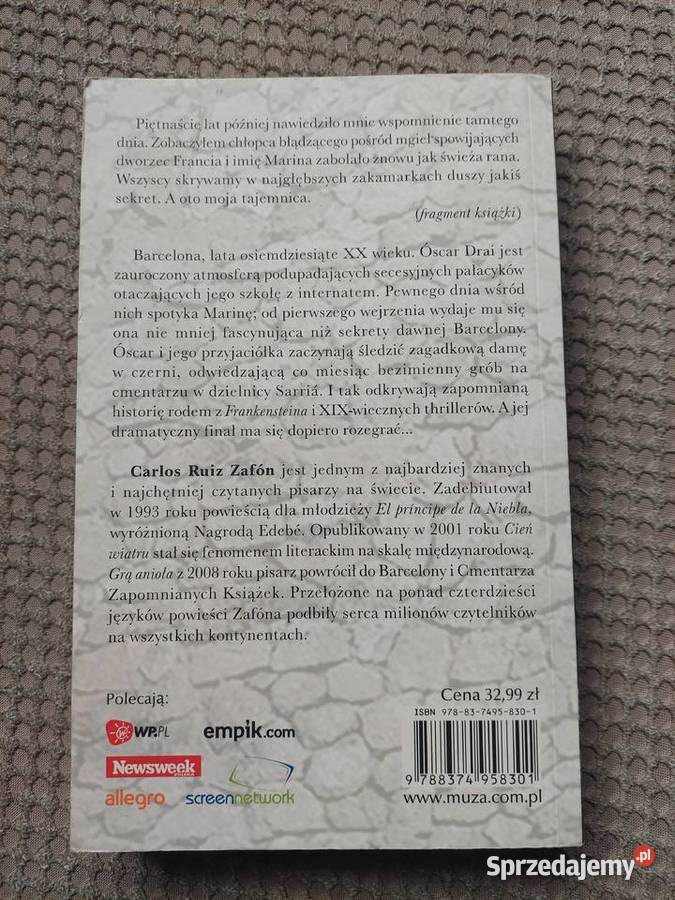 Piętnaście lat później nawiedziło mnie wspomnienie tamtego
dnia. Zobaczyłem chłopca błądzącego pośród mgieł spowijających
dworzec Francia i imię Marina zabolało znowu jak świeża rana.
Wszyscy skrywamy w najgłębszych zakamarkach duszy jakiś
sekret. A oto moja tajemnica.
(fragment książki)
Barcelona, lata osiemdziesiąte XX wieku. Óscar Drai jest
zauroczony atmosferą podupadających secesyjnych pałacyków
otaczających jego szkołę z internatem. Pewnego dnia wśród
nich spotyka Marinę; od pierwszego wejrzenia wydaje mu się
ona nie mniej fascynująca niż sekrety dawnej Barcelony.
Óscar i jego przyjaciółka zaczynają śledzić zagadkową damę
w czerni, odwiedzającą co miesiąc bezimienny grób na
cmentarzu w dzielnicy Sarriá. I tak odkrywają zapomnianą
historię rodem z Frankensteina i XIX-wiecznych thrillerów. A jej
dramatyczny finał ma się dopiero rozegrać...
Carlos Ruiz Zafón jest jednym z najbardziej znanych
i najchętniej czytanych pisarzy na świecie. Zadebiutował
w 1993 roku powieścią dla młodzieży El príncipe de la Niebla,
wyróżnioną Nagrodą Edebé. Opublikowany w 2001 roku Cień
wiatru stał się fenomenem literackim na skalę międzynarodową.
Grą anioła z 2008 roku pisarz powrócił do Barcelony i Cmentarza
Zapomnianych Książek. Przełożone na ponad czterdzieści
języków powieści Zafóna podbiły serca milionów czytelników
na wszystkich kontynentach.
Polecają:
WP.PL empik.com
Newsweek
POLSKA
allegro screennetwork
Cena 32,99 zł
ISBN 978-83-7495-830-1
9 788374 958301
www.muza.com.pl
Sprzedajemy.pl